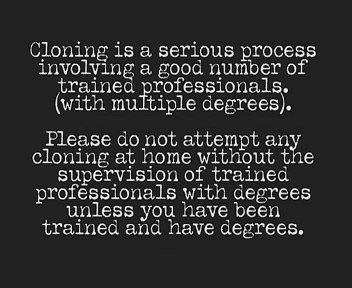 Cloning is a serious process
involving a good number of
trained professionals.
(with multiple degrees).
Please do not attempt any
cloning at home without the
supervision of trained
professionals with degrees
unless you have been
trained and have degrees.